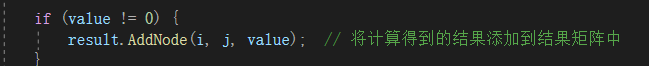 if (value != 0) {
result.AddNode(i, j, value); // 将计算得到的结果添加到结果矩阵中
}